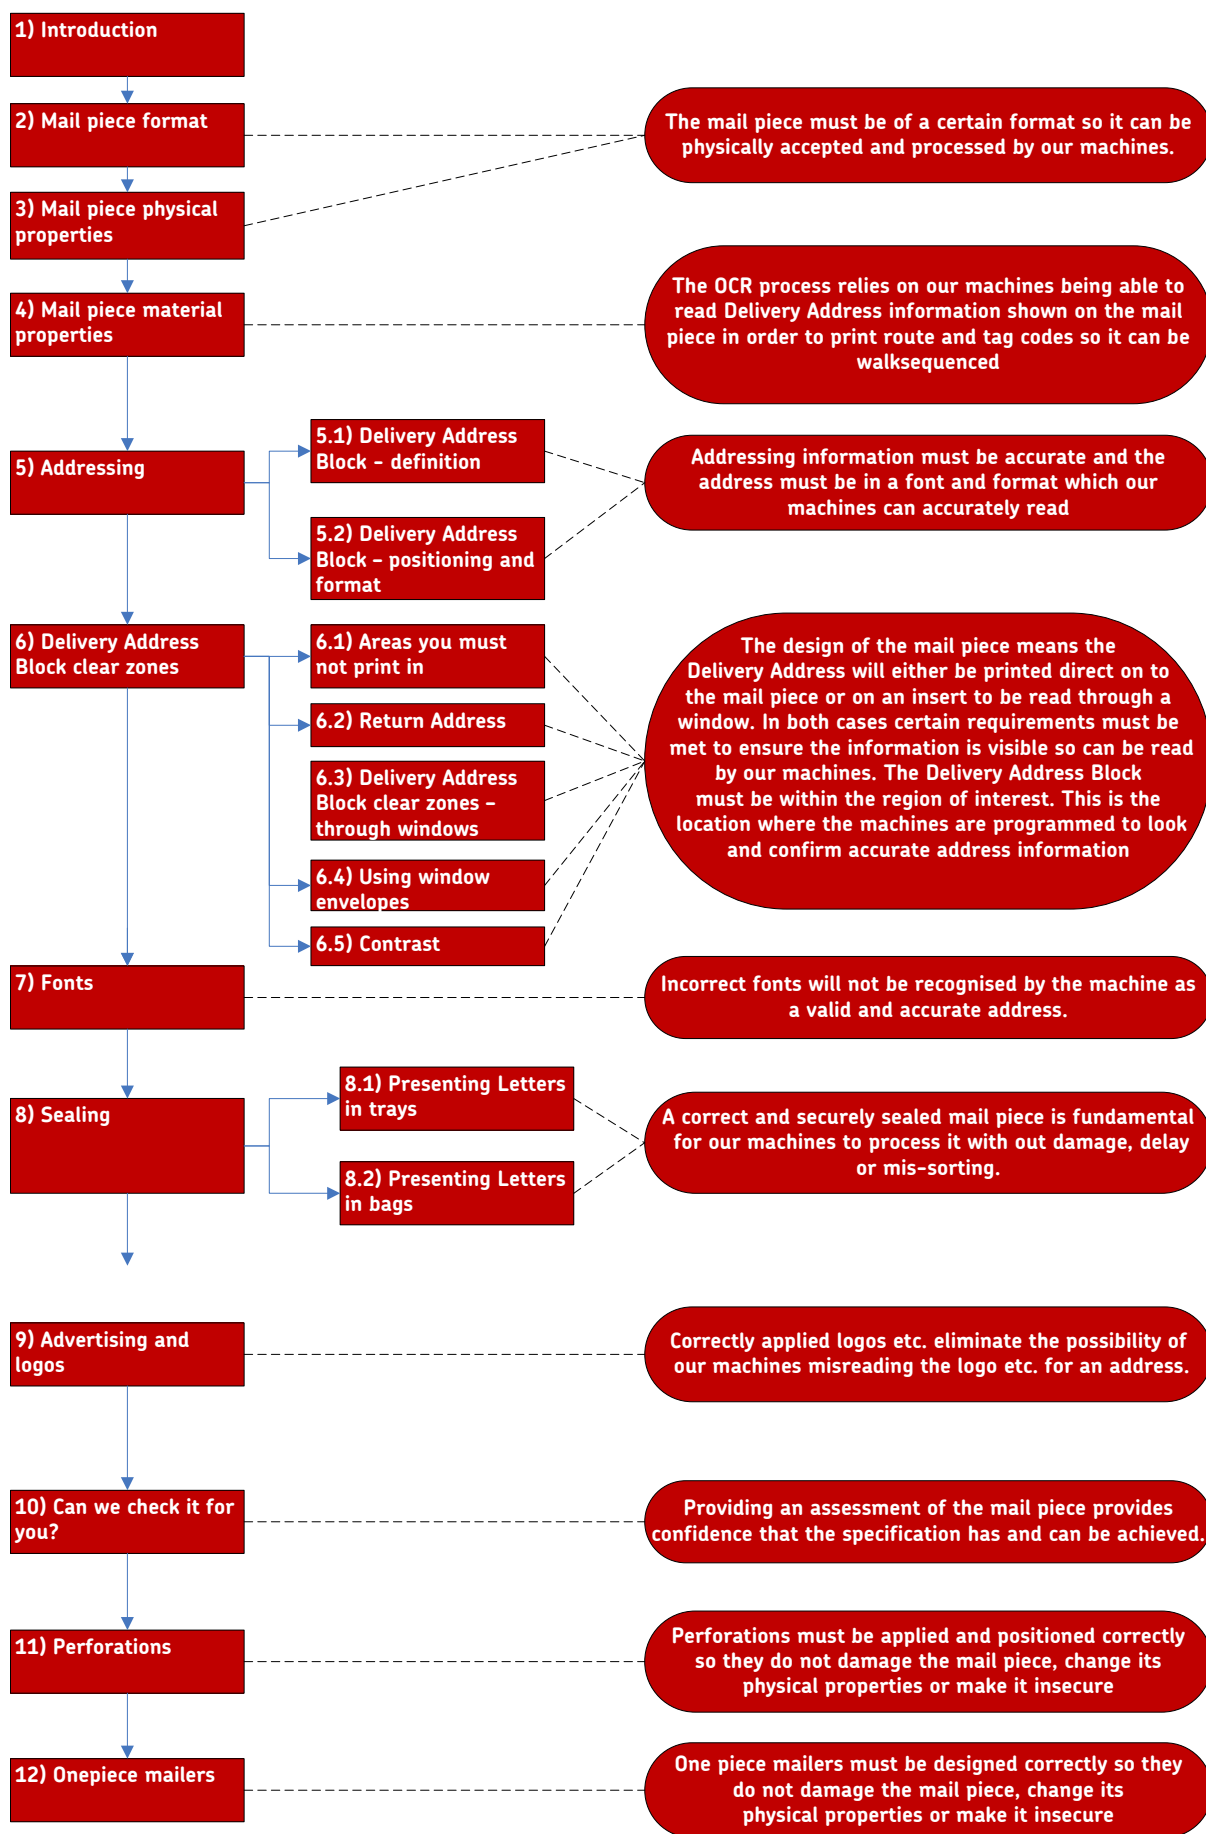 1) Introduction
2) Mail piece format
The mail piece must be of a certain format so it can be
physically accepted and processed by our machines.
3) Mail piece physical
properties
4) Mail piece material
properties
The OCR process relies on our machines being able to
read Delivery Address information shown on the mail
piece in order to print route and tag codes so it can be
walksequenced
5) Addressing
5.1) Delivery Address
Block – definition
5.2) Delivery Address
Block – positioning and
format
Addressing information must be accurate and the
address must be in a font and format which our
machines can accurately read
6) Delivery Address
Block clear zones
6.1) Areas you must
not print in
6.2) Return Address
6.3) Delivery Address
Block clear zones –
through windows
6.4) Using window
envelopes
6.5) Contrast
The design of the mail piece means the
Delivery Address will either be printed direct on to
the mail piece or on an insert to be read through a
window. In both cases certain requirements must be
met to ensure the information is visible so can be read
by our machines. The Delivery Address Block
must be within the region of interest. This is the
location where the machines are programmed to look
and confirm accurate address information
7) Fonts
Incorrect fonts will not be recognised by the machine as
a valid and accurate address.
8) Sealing
8.1) Presenting Letters
in trays
8.2) Presenting Letters
in bags
A correct and securely sealed mail piece is fundamental
for our machines to process it with out damage, delay
or mis-sorting.
9) Advertising and
logos
Correctly applied logos etc. eliminate the possibility of
our machines misreading the logo etc. for an address.
10) Can we check it for
you?
Providing an assessment of the mail piece provides
confidence that the specification has and can be achieved.
11) Perforations
Perforations must be applied and positioned correctly
so they do not damage the mail piece, change its
physical properties or make it insecure
12) Onepiece mailers
One piece mailers must be designed correctly so they
do not damage the mail piece, change its
physical properties or make it insecure